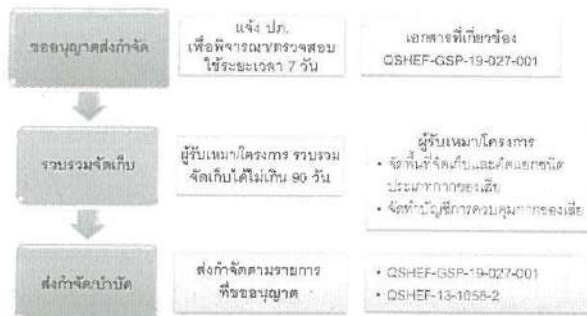 ขออนุญาตส่งกำจัด
แจ้ง ปภ.
เพื่อพิจารณา/ตรวจสอบ
ใช้ระยะเวลา 7 วัน
เอกสารที่เกี่ยวข้อง
QSHEF-GSP-19-027-001
รวบรวมจัดเก็บ
ผู้รับเหมา/โครงการ รวบรวม
จัดเก็บได้ไม่เกิน 90 วัน
ผู้รับเหมา/โครงการ
• จัดพื้นที่จัดเก็บและคัดแยกชนิด
ประเภทกากของเสีย
• จัดทำบัญชีการควบคุมกากของเสีย
ส่งกำจัด/บำบัด
ส่งกำจัดตามรายการ
ที่ขออนุญาต
• QSHEF-GSP-19-027-001
• QSHEF-13-1058-2